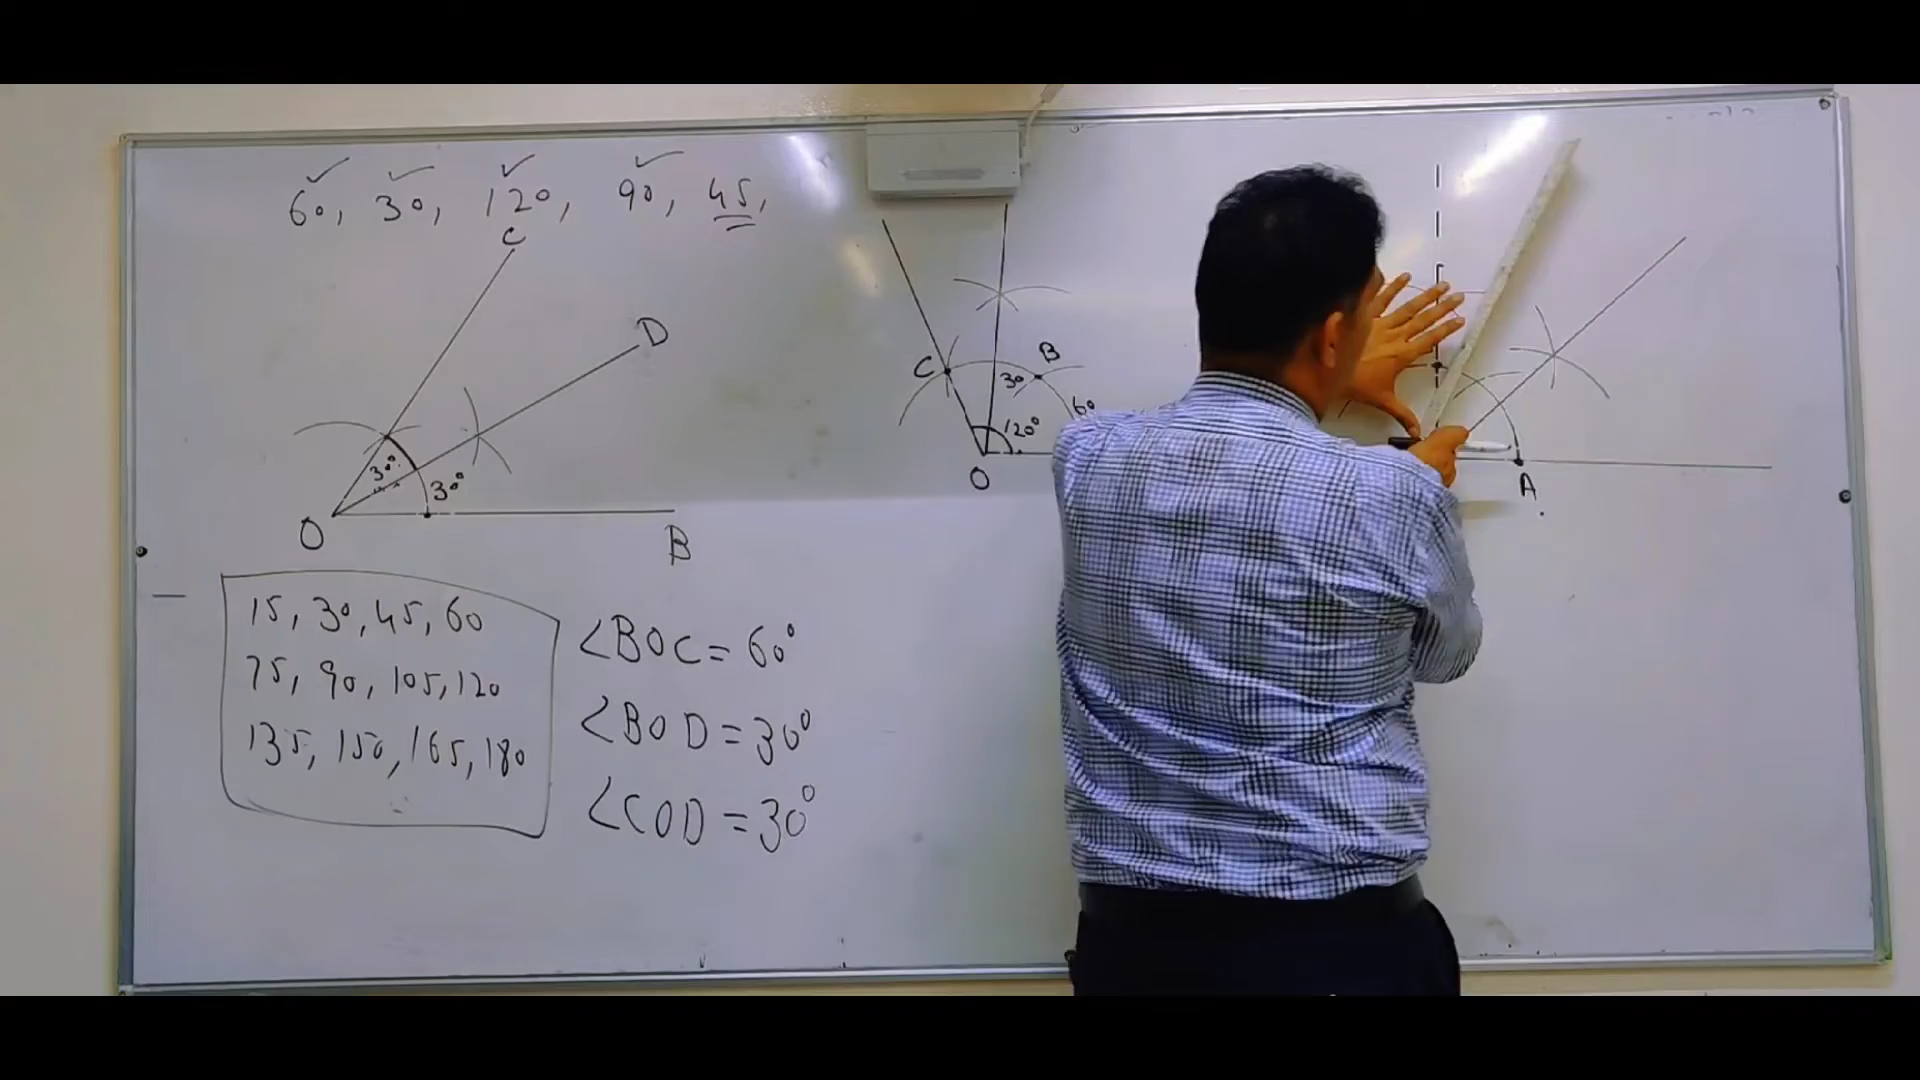 60, 30, 120, 90, 45,
C
D
30°
30°
O
B
15, 30, 45, 60
75, 90, 105, 120
135, 150, 165, 180
∠BOC = 60°
∠BOD = 30°
∠COD = 30°
C
B
30
60
120°
O
A